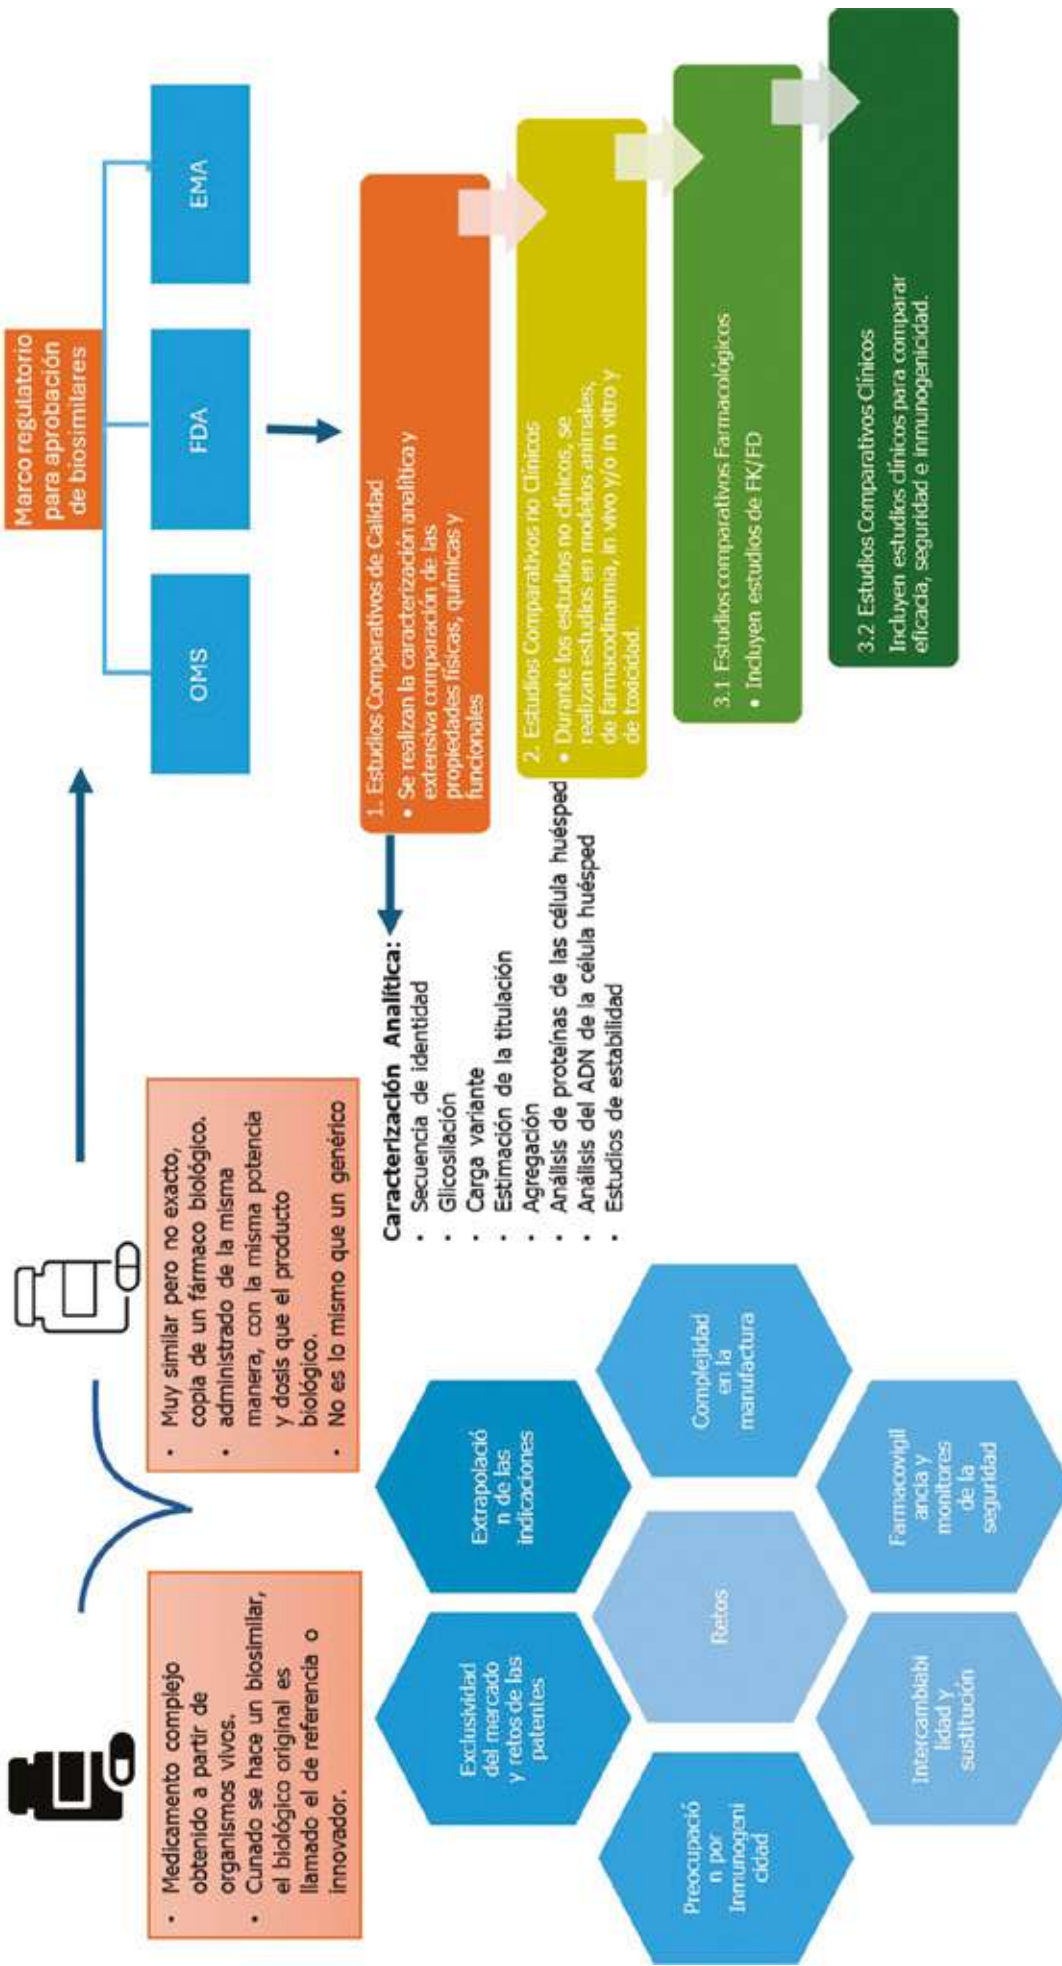 • Medicamento complejo
obtenido a partir de
organismos vivos.
• Cunado se hace un biosimilar,
el biológico original es
llamado el de referencia o
innovador.
• Muy similar pero no exacto,
copia de un fármaco biológico.
• administrado de la misma
manera, con la misma potencia
y dosis que el producto
biológico.
• No es lo mismo que un genérico
Marco regulatorio
para aprobación
de biosimilares
OMS
FDA
EMA
1. Estudios Comparativos de Calidad
• Se realizan la caracterización analítica y
extensiva comparación de las
propiedades físicas, químicas y
funcionales
2. Estudios Comparativos no Clínicos
• Durante los estudios no clínicos, se
realizan estudios en modelos animales,
de farmacodinamia, in vivo y/o in vitro y
de toxicidad.
3.1 Estudios comparativos Farmacológicos
• Incluyen estudios de FK/FD
3.2 Estudios Comparativos Clínicos
Incluyen estudios clínicos para comparar
eficacia, seguridad e inmunogenicidad.
Caracterización Analítica:
• Secuencia de identidad
• Glicosilación
• Carga variante
• Estimación de la titulación
• Agregación
• Análisis de proteínas de las célula huésped
• Análisis del ADN de la célula huésped
• Estudios de estabilidad
Exclusividad
del mercado
y retos de las
patentes
Extrapolació
n de las
indicaciones
Preocupació
n por
Inmunogeni
cidad
Retos
Complejidad
en la
manufactura
Intercambiabi
lidad y
sustitución
Farmacovigil
ancia y
monitores
de la
seguridad